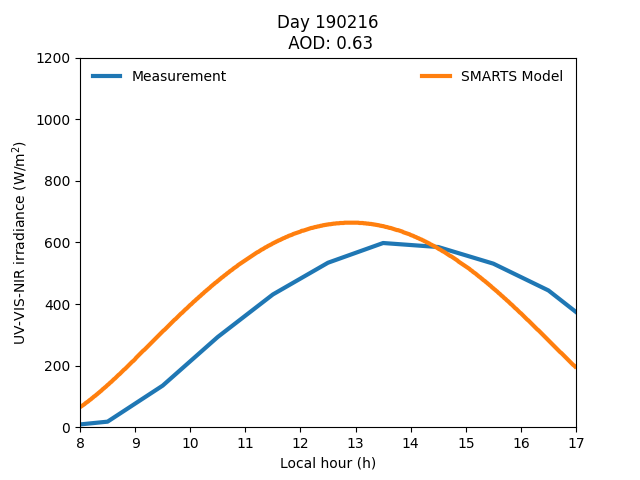 Day 190216
AOD: 0.63
Measurement
SMARTS Model
UV-VIS-NIR irradiance (W/m²)
1200
1000
800
600
400
200
0
8 9 10 11 12 13 14 15 16 17
Local hour (h)